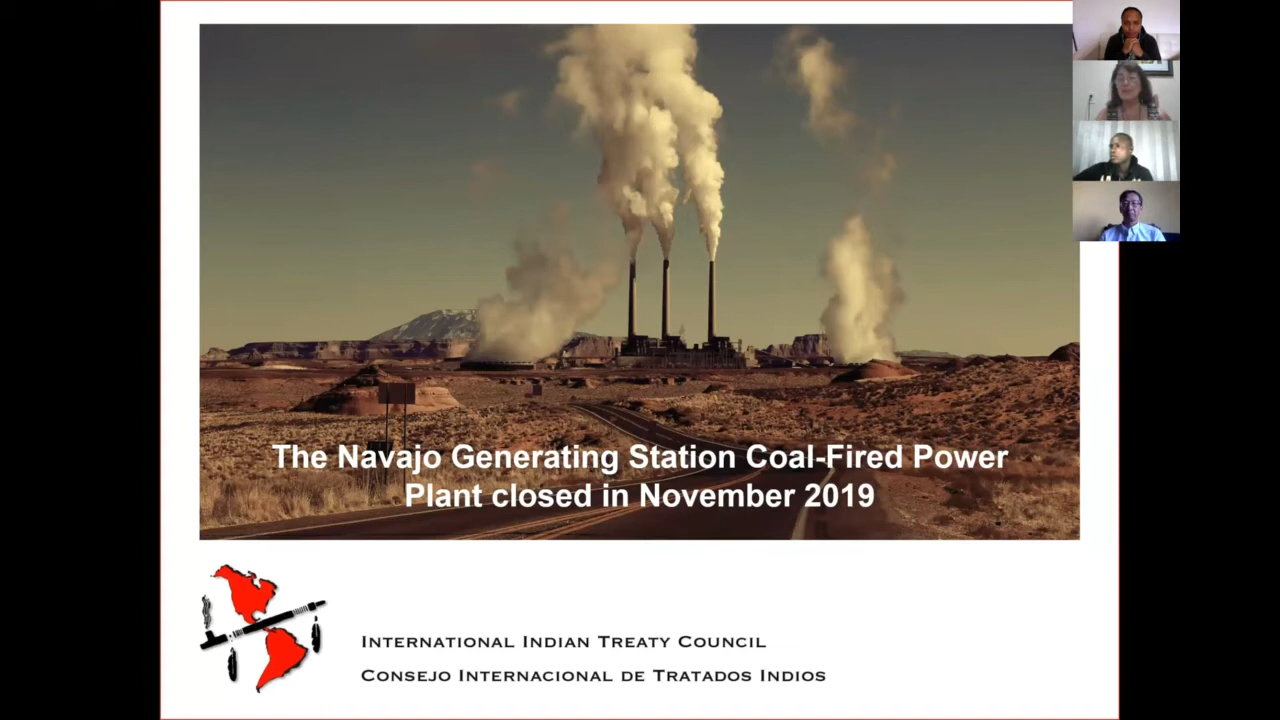 The Navajo Generating Station Coal-Fired Power
Plant closed in November 2019
International Indian Treaty Council
Consejo Internacional de Tratados Indios